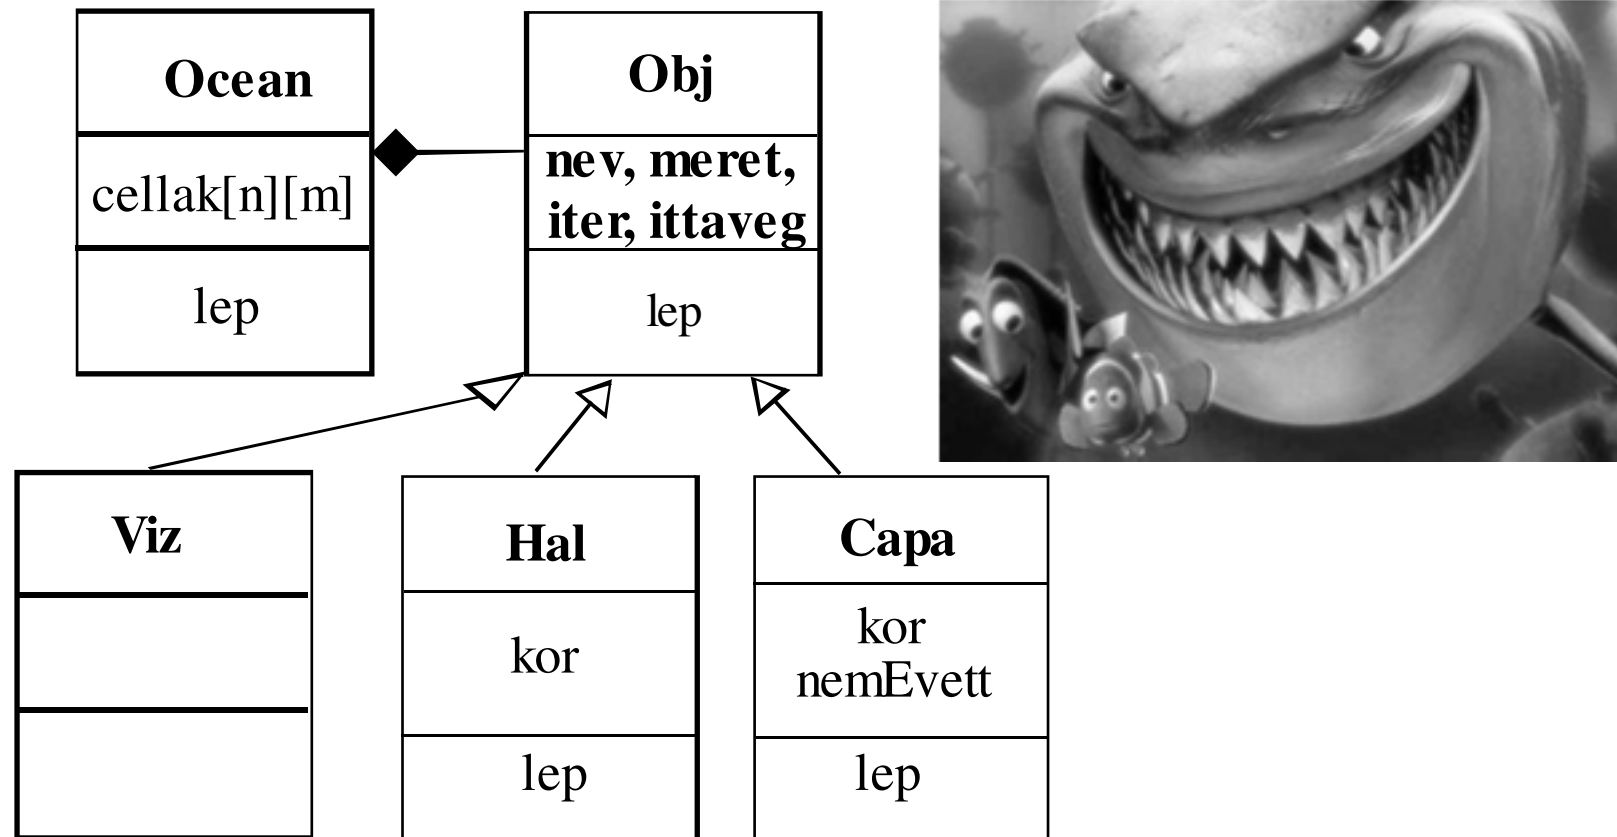 Ocean
cellak[n][m]
lep
Obj
nev, meret,
iter, ittaveg
lep
Viz
Hal
kor
lep
Capa
kor
nemEvett
lep